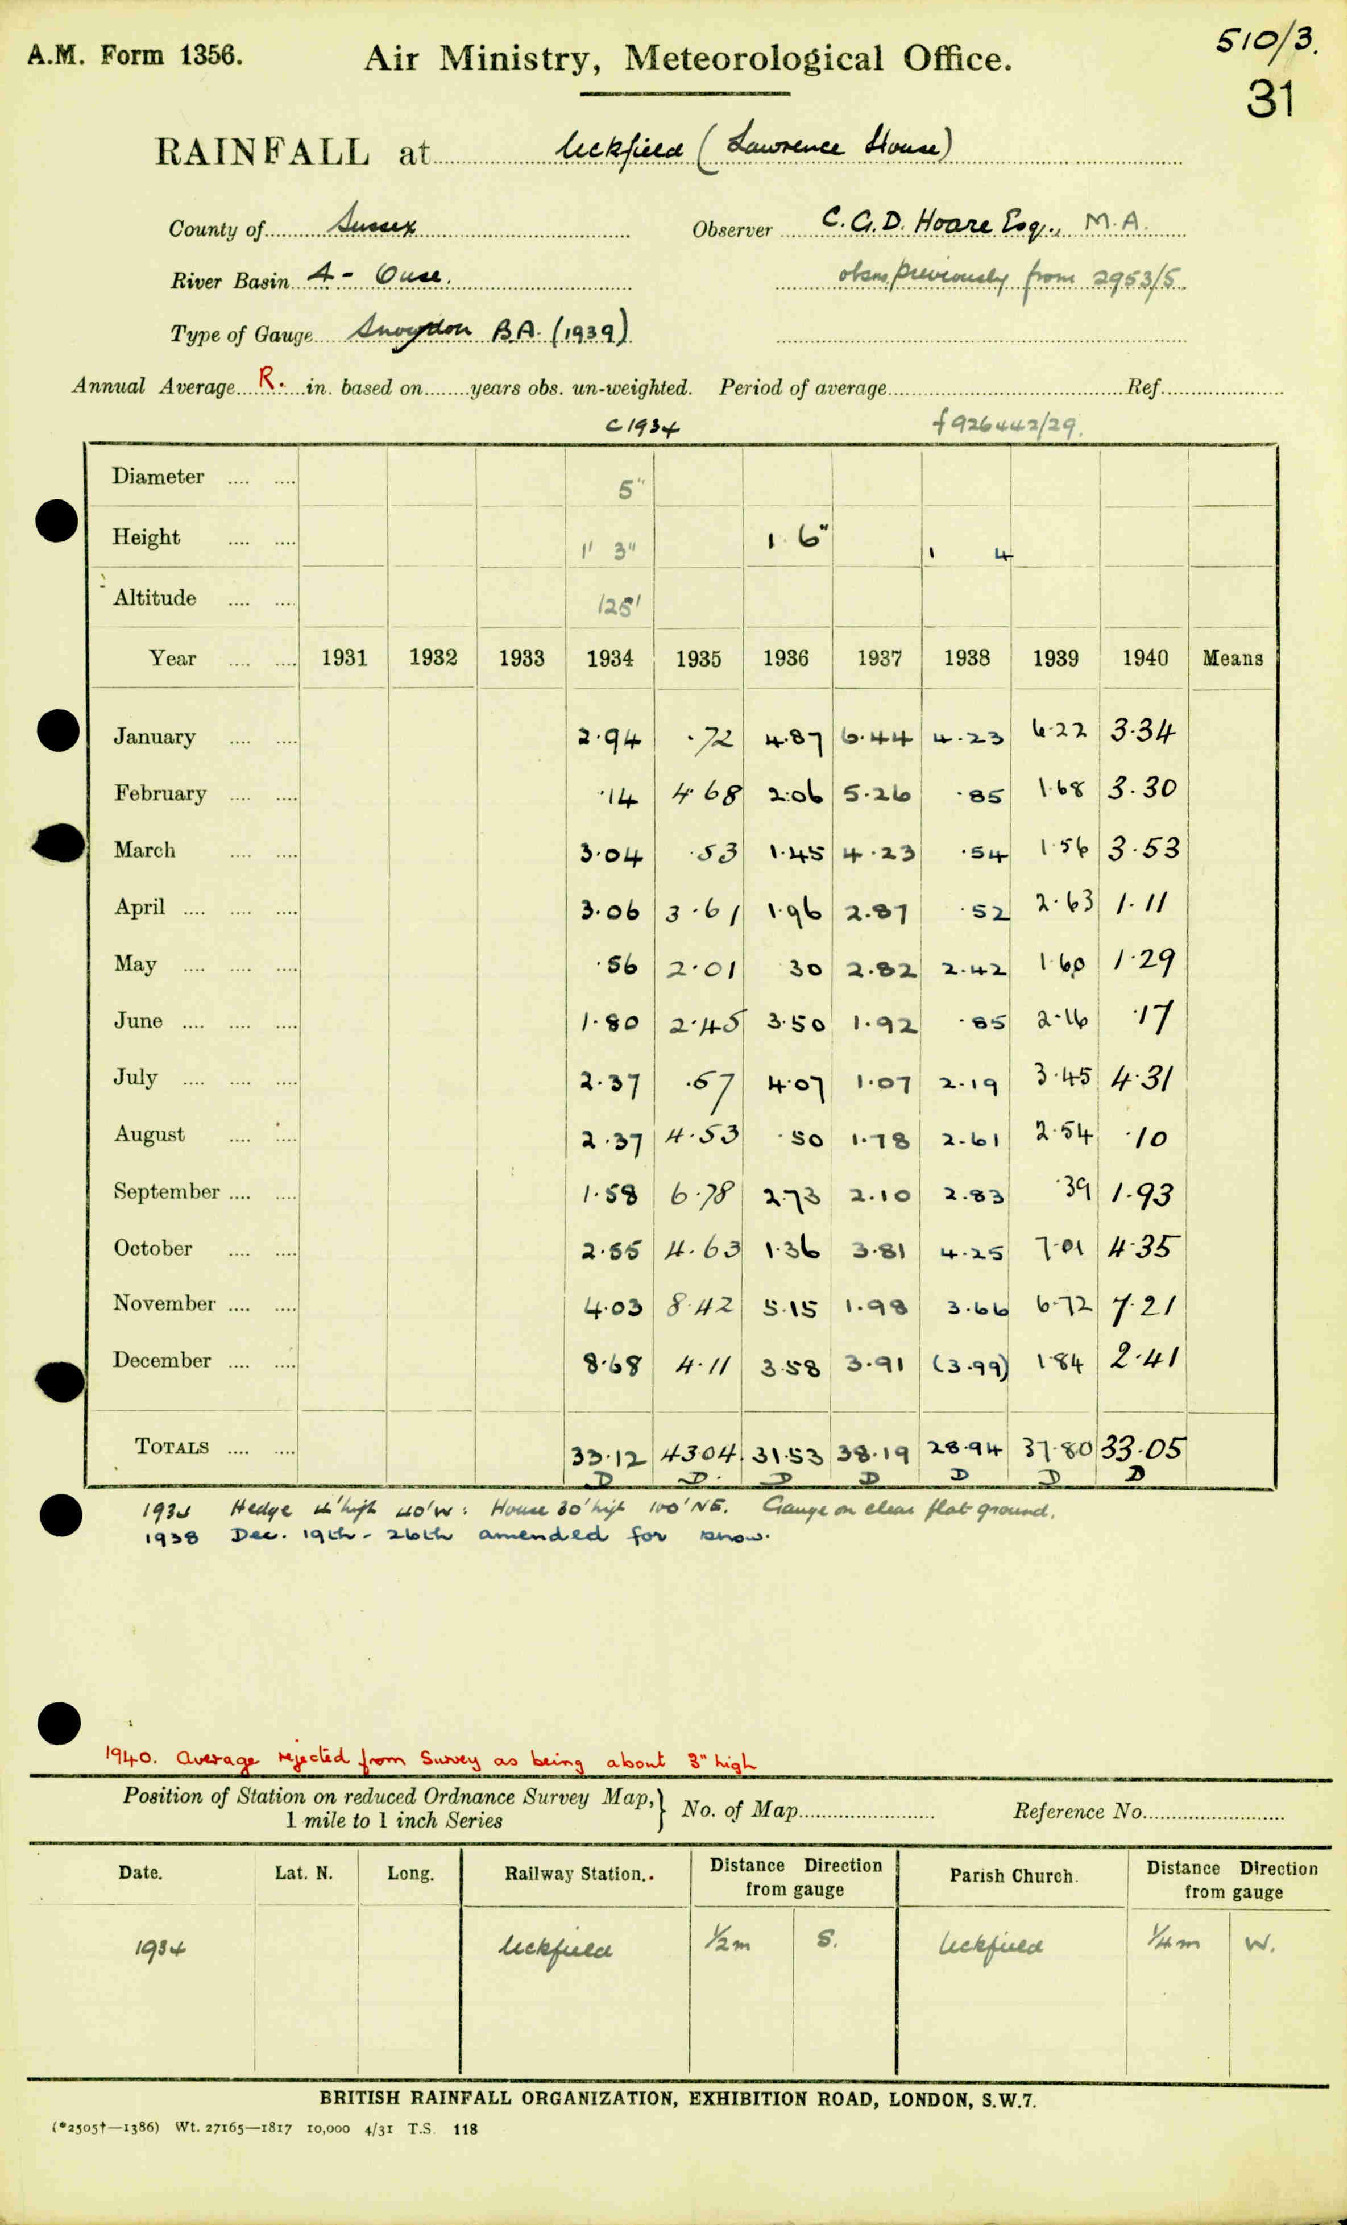 A.M. Form 1356.
Air Ministry, Meteorological Office.
510/3.
31
RAINFALL at Uckfield (Lawrence House)
County of Sussex Observer C.G.D. Hoare Esq., M.A.
River Basin A - Ouse. obsns previously from 2953/5
Type of Gauge Snowdon B.A. (1939)
Annual Average R. in. based on years obs. un-weighted. Period of average Ref.
c 1934 f 926442/29.
Diameter 5"
Height 1' 3" 1 6" 1 4
Altitude 125'
Year 1931 1932 1933 1934 1935 1936 1937 1938 1939 1940 Means
January 2.94 .72 4.87 6.44 4.23 6.22 3.34
February .14 4.68 2.06 5.26 .85 1.68 3.30
March 3.04 .53 1.45 4.23 .54 1.56 3.53
April 3.06 3.61 1.96 2.87 .52 2.63 1.11
May .56 2.01 30 2.82 2.42 1.60 1.29
June 1.80 2.45 3.50 1.92 .85 2.16 .17
July 2.37 .57 4.07 1.07 2.19 3.45 4.31
August 2.37 4.53 .50 1.78 2.61 2.54 .10
September 1.58 6.78 2.73 2.10 2.83 .39 1.93
October 2.55 4.63 1.36 3.81 4.25 7.01 4.35
November 4.03 8.42 5.15 1.98 3.66 6.72 7.21
December 8.68 4.11 3.58 3.91 (3.99) 1.84 2.41
TOTALS 33.12 43.04 31.53 38.19 28.94 37.80 33.05
D D D D D D D
1934 Hedge 4' high 40' W: House 30' high 100' NE. Gauge on clear flat ground.
1938 Dec. 19th - 26th amended for snow.
1940. Average rejected from Survey as being about 3" high
Position of Station on reduced Ordnance Survey Map, No. of Map Reference No.
1 mile to 1 inch Series
Date. Lat. N. Long. Railway Station. Distance Direction from gauge Parish Church. Distance Direction from gauge
1934 Uckfield 1/2 m S. Uckfield 1/4 m W.
BRITISH RAINFALL ORGANIZATION, EXHIBITION ROAD, LONDON, S.W.7.
(*2505†—1386) Wt. 27165—1817 10,000 4/31 T.S. 118